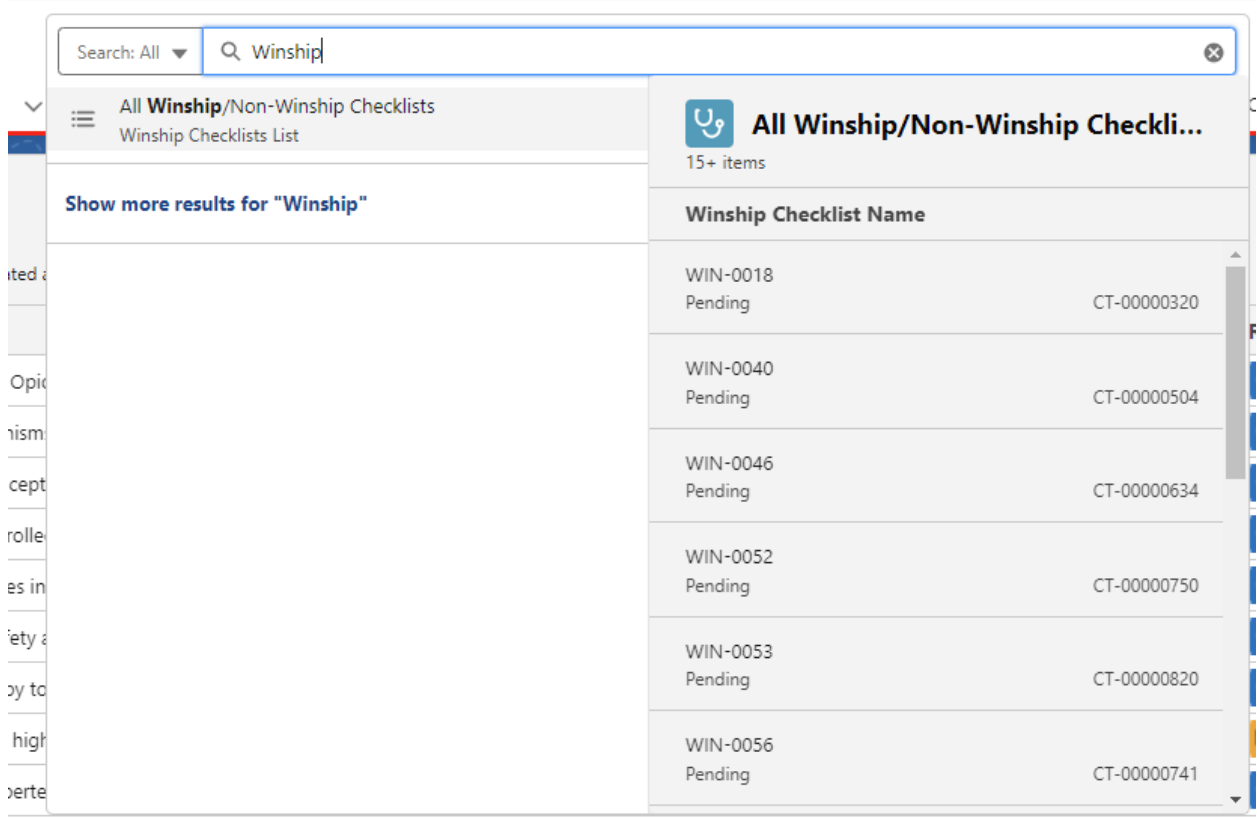 Search: All
Winship
All Winship/Non-Winship Checklists
Winship Checklists List
Show more results for "Winship"
All Winship/Non-Winship Checkli...
15+ items
Winship Checklist Name
WIN-0018
Pending CT-00000320
WIN-0040
Pending CT-00000504
WIN-0046
Pending CT-00000634
WIN-0052
Pending CT-00000750
WIN-0053
Pending CT-00000820
WIN-0056
Pending CT-00000741
high